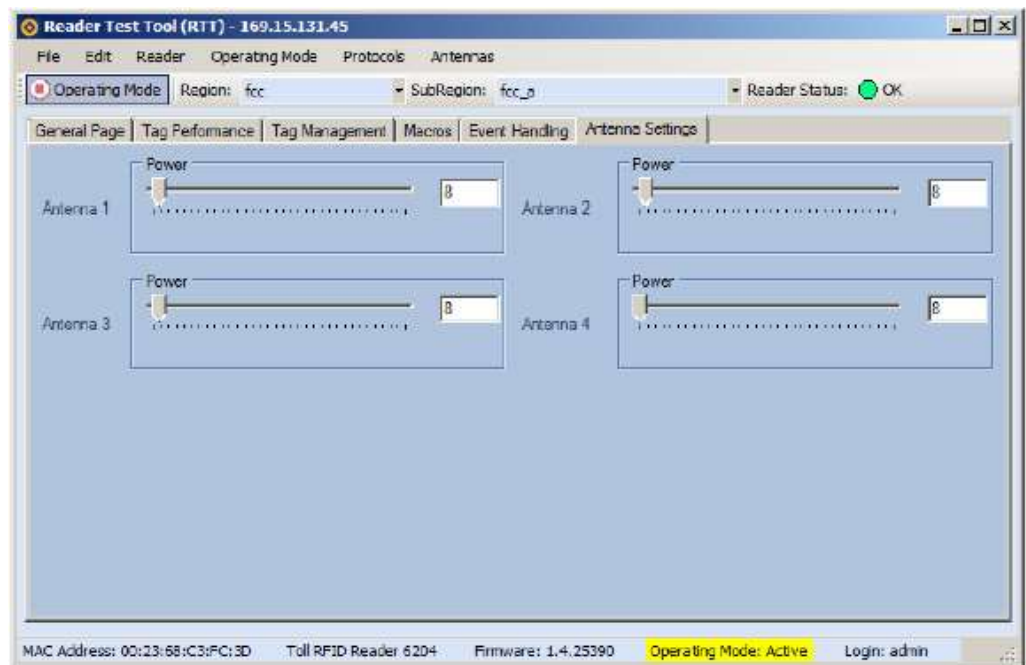 Reader Test Tool (RTT) - 169.15.131.45
File Edit Reader Operating Mode Protocols Antennas
Operating Mode Region: fcc SubRegion: fcc_a Reader Status: OK
General Page Tag Performance Tag Management Macros Event Handling Antenna Settings
Power Power
Antenna 1 8 Antenna 2 8
Power Power
Antenna 3 8 Antenna 4 8
MAC Address: 00:23:68:C3:FC:3D Toll RFID Reader 6204 Firmware: 1.4.25390 Operating Mode: Active Login: admin